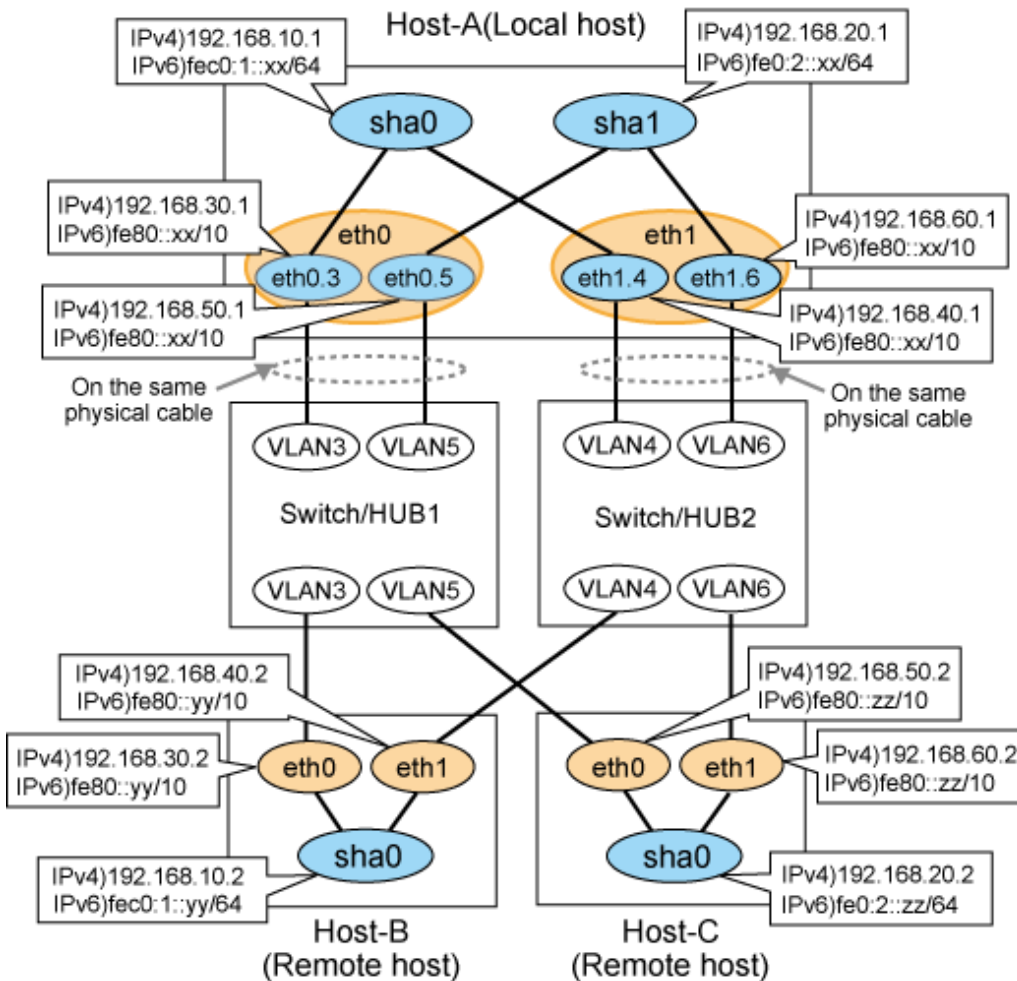 Host-A(Local host)
IPv4)192.168.10.1
IPv6)fec0:1::xx/64
IPv4)192.168.20.1
IPv6)fe0:2::xx/64
sha0
sha1
IPv4)192.168.30.1
IPv6)fe80::xx/10
eth0
eth1
IPv4)192.168.60.1
IPv6)fe80::xx/10
eth0.3
eth0.5
eth1.4
eth1.6
IPv4)192.168.50.1
IPv6)fe80::xx/10
IPv4)192.168.40.1
IPv6)fe80::xx/10
On the same
physical cable
On the same
physical cable
VLAN3
VLAN5
VLAN4
VLAN6
Switch/HUB1
Switch/HUB2
VLAN3
VLAN5
VLAN4
VLAN6
IPv4)192.168.40.2
IPv6)fe80::yy/10
IPv4)192.168.50.2
IPv6)fe80::zz/10
IPv4)192.168.30.2
IPv6)fe80::yy/10
eth0
eth1
eth0
eth1
IPv4)192.168.60.2
IPv6)fe80::zz/10
sha0
sha0
IPv4)192.168.10.2
IPv6)fec0:1::yy/64
IPv4)192.168.20.2
IPv6)fe0:2::zz/64
Host-B
(Remote host)
Host-C
(Remote host)